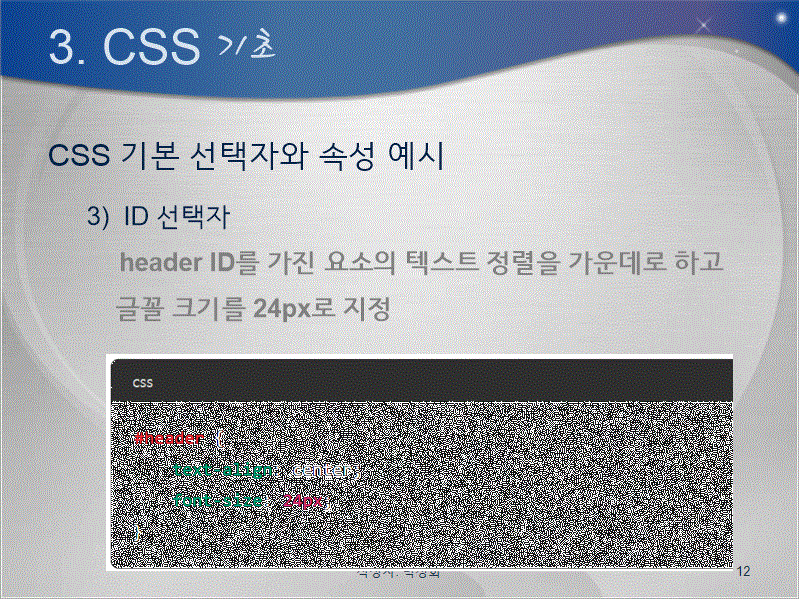 3. CSS 기초
CSS 기본 선택자와 속성 예시
3) ID 선택자
header ID를 가진 요소의 텍스트 정렬을 가운데로 하고
글꼴 크기를 24px로 지정
css
#header {
text-align: center;
font-size: 24px;
}
12